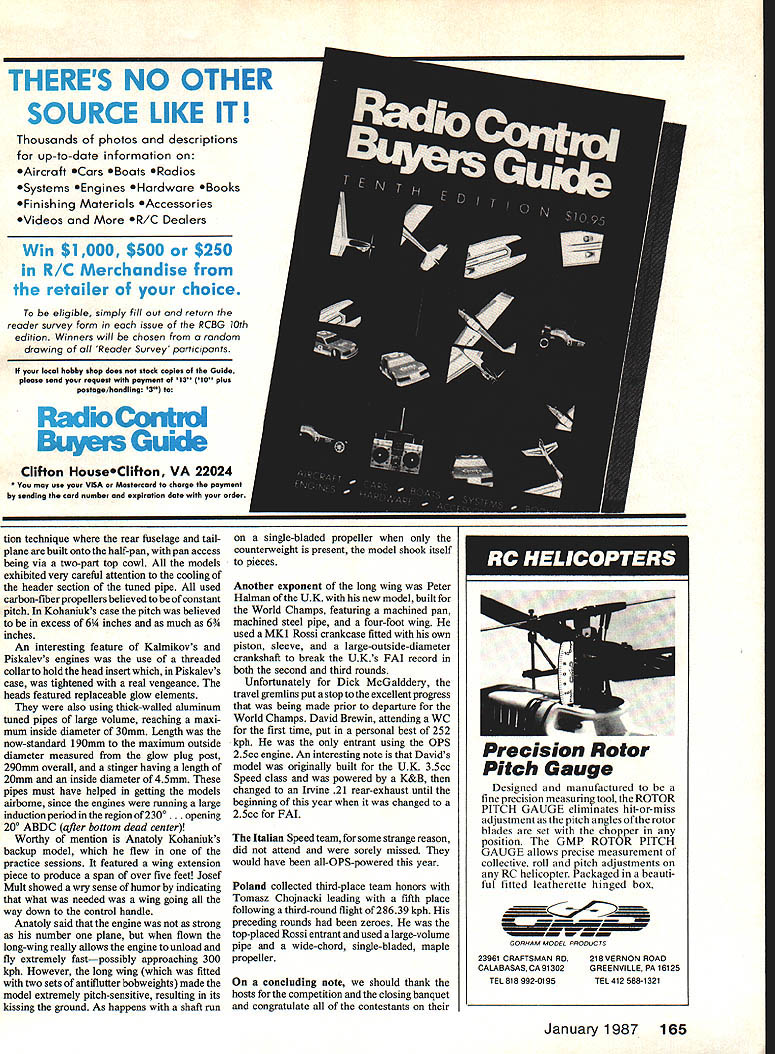 THERE'S NO OTHER
SOURCE LIKE IT!
Thousands of photos and descriptions
for up-to-date information on:
•Aircraft •Cars •Boats •Radios
•Systems •Engines •Hardware •Books
•Finishing Materials •Accessories
•Videos and More •R/C Dealers
Win $1,000, $500 or $250
in R/C Merchandise from
the retailer of your choice.
To be eligible, simply fill out and return the
reader survey form in each issue of the RCBG 10th
edition. Winners will be chosen from a random
drawing of all 'Reader Survey' participants.
If your local hobby shop does not stock copies of the Guide,
please send your request with payment of
postage/handling:
Radio Control
Buyers Guide
Clifton House•Clifton, VA 22024
* You may use your VISA or Mastercard to charge the payment
by sending the card number and expiration date with your order.
Radio Control
Buyers Guide
TENTH EDITION $10.95
AIRCRAFT • CARS • BOATS • SYSTEMS
ENGINES • HARDWARE
tion technique where the rear fuselage and tail-
plane are built onto the half-pan, with pan access
being via a two-part top cowl. All the models
exhibited very careful attention to the cooling of
the header section of the tuned pipe. All used
carbon-fiber propellers believed to be of constant
pitch. In Kohaniuk's case the pitch was believed
to be in excess of 6¼ inches and as much as 6¾
inches.
An interesting feature of Kalmikov's and
Piskalev's engines was the use of a threaded
collar to hold the head insert which, in Piskalev's
case, was tightened with a real vengeance. The
heads featured replaceable glow elements.
They were also using thick-walled aluminum
tuned pipes of large volume, reaching a maxi-
mum inside diameter of 30mm. Length was the
now-standard 190mm to the maximum outside
diameter measured from the glow plug post,
290mm overall, and a stinger having a length of
20mm and an inside diameter of 4.5mm. These
pipes must have helped in getting the models
airborne, since the engines were running a large
induction period in the region of 230° . . . opening
20° ABDC (after bottom dead center)!
Worthy of mention is Anatoly Kohaniuk's
backup model, which he flew in one of the
practice sessions. It featured a wing extension
piece to produce a span of over five feet! Josef
Mult showed a wry sense of humor by indicating
that what was needed was a wing going all the
way down to the control handle.
Anatoly said that the engine was not as strong
as his number one plane, but when flown the
long-wing really allows the engine to unload and
fly extremely fast—possibly approaching 300
kph. However, the long wing (which was fitted
with two sets of antiflutter bobweights) made the
model extremely pitch-sensitive, resulting in its
kissing the ground. As happens with a shaft run
on a single-bladed propeller when only the
counterweight is present, the model shook itself
to pieces.
Another exponent of the long wing was Peter
Halman of the U.K. with his new model, built for
the World Champs, featuring a machined pan,
machined steel pipe, and a four-foot wing. He
used a MK1 Rossi crankcase fitted with his own
piston, sleeve, and a large-outside-diameter
crankshaft to break the U.K.'s FAI record in
both the second and third rounds.
Unfortunately for Dick McGalddery, the
travel gremlins put a stop to the excellent progress
that was being made prior to departure for the
World Champs. David Brewin, attending a WC
for the first time, put in a personal best of 252
kph. He was the only entrant using the OPS
2.5cc engine. An interesting note is that David's
model was originally built for the U.K. 3.5cc
Speed class and was powered by a K&B, then
changed to an Irvine .21 rear-exhaust until the
beginning of this year when it was changed to a
2.5cc for FAI.
The Italian Speed team, for some strange reason,
did not attend and were sorely missed. They
would have been all-OPS-powered this year.
Poland collected third-place team honors with
Tomasz Chojnacki leading with a fifth place
following a third-round flight of 286.39 kph. His
preceding rounds had been zeroes. He was the
top-placed Rossi entrant and used a large-volume
pipe and a wide-chord, single-bladed, maple
propeller.
On a concluding note, we should thank the
hosts for the competition and the closing banquet
and congratulate all of the contestants on their
RC HELICOPTERS
Precision Rotor
Pitch Gauge
Designed and manufactured to be a
fine precision measuring tool, the ROTOR
PITCH GAUGE eliminates hit-or-miss
adjustment as the pitch angles of the rotor
blades are set with the chopper in any
position. The GMP ROTOR PITCH
GAUGE allows precise measurement of
collective, roll and pitch adjustments on
any RC helicopter. Packaged in a beauti-
ful fitted leatherette hinged box.
GMP
GORHAM MODEL PRODUCTS
23961 CRAFTSMAN RD.
CALABASAS, CA 91302
TEL 818 992-0195
218 VERNON ROAD
GREENVILLE, PA 16125
TEL 412 588-1321
January 1987 165